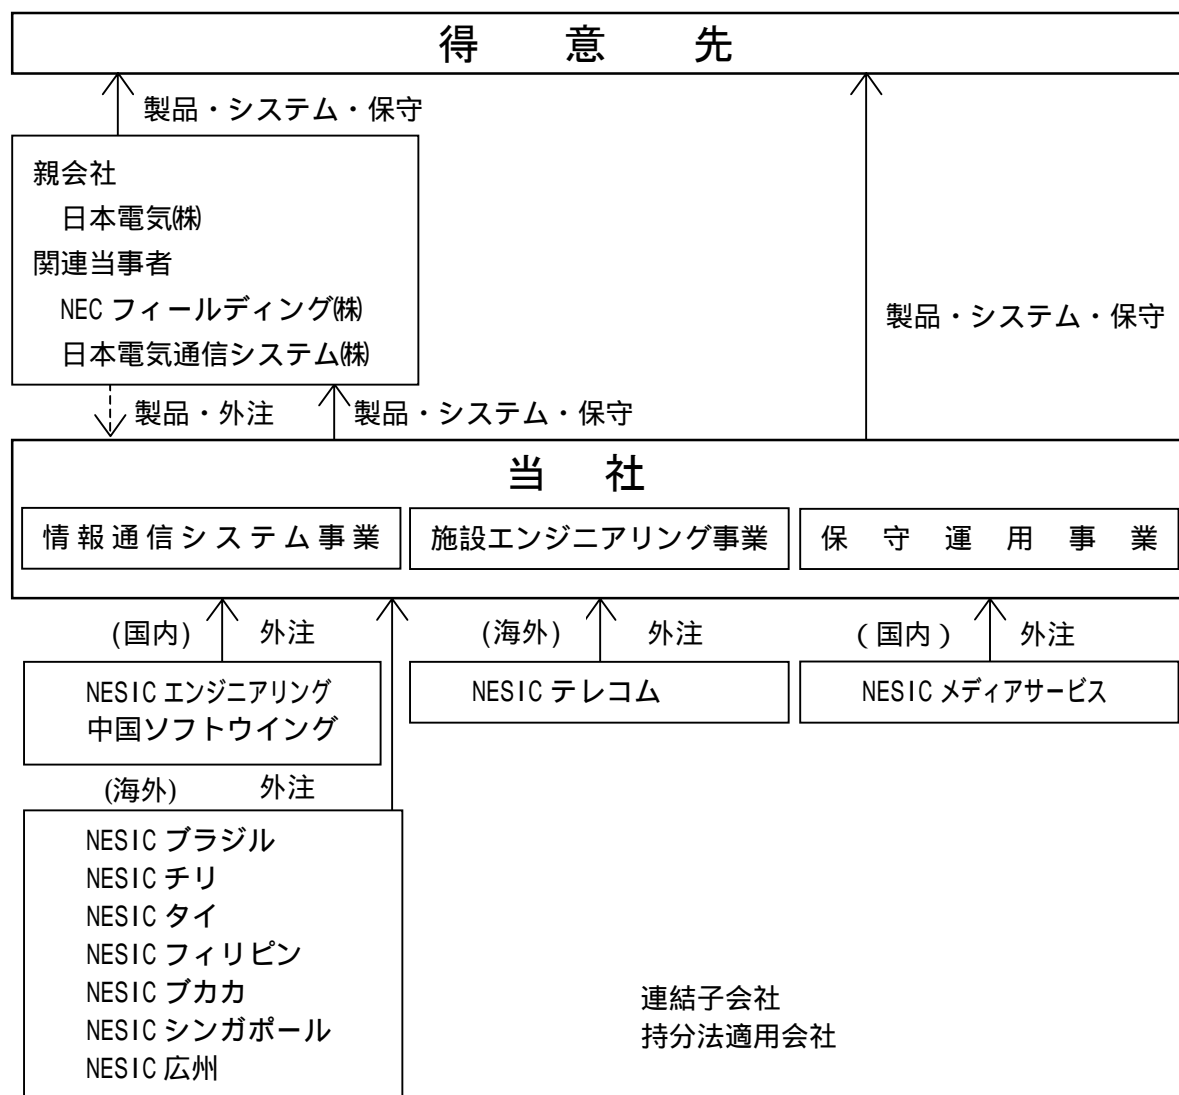 得意先
製品・システム・保守
親会社
日本電気㈱
関連当事者
NEC フィールディング㈱
日本電気通信システム㈱
製品・システム・保守
製品・外注
製品・システム・保守
当社
情報通信システム事業
施設エンジニアリング事業
保守運用事業
(国内) 外注
(海外) 外注
(国内) 外注
NESIC エンジニアリング
中国ソフトウイング
NESIC テレコム
NESIC メディアサービス
(海外) 外注
NESIC ブラジル
NESIC チリ
NESIC タイ
NESIC フィリピン
NESIC ブカカ
NESIC シンガポール
NESIC 広州
連結子会社
持分法適用会社